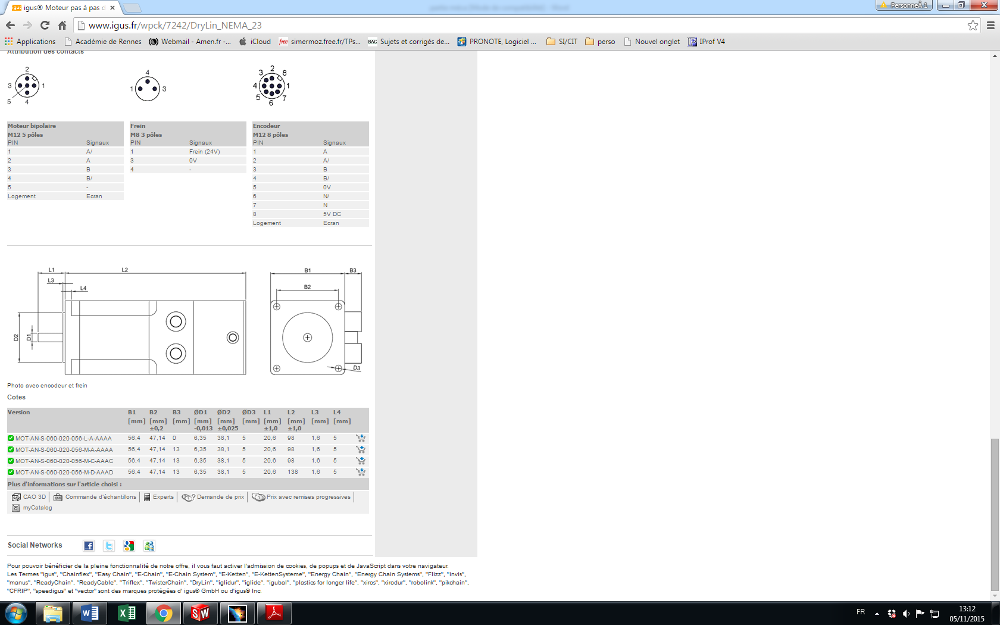 igus® Moteur pas à pas d
PersonneÂ 1
www.igus.fr/wpck/7242/DryLin_NEMA_23
Applications
Académie de Rennes
Webmail - Amen.fr -...
iCloud
free
simermoz.free.fr/TPs...
BAC
Sujets et corrigés de...
PRONOTE, Logiciel ...
SI/CIT
perso
Nouvel onglet
IProf V4
Attribution des contacts
2
3 1
5 4
4
1 3
3 2 8
4 1
5 6 7
Moteur bipolaire
M12 5 pôles
PIN Signaux
1 A/
2 A
3 B
4 B/
5 -
Logement Ecran
Frein
M8 3 pôles
PIN Signaux
1 Frein (24V)
3 0V
4 -
Encodeur
M12 8 pôles
PIN Signaux
1 A
2 A/
3 B
4 B/
5 0V
6 N/
7 N
8 5V DC
Logement Ecran
L1 L2
L3
L4
D2 D1
B1 B3
B2
D3
Photo avec encodeur et frein
Cotes
Version B1 B2 B3 ØD1 ØD2 ØD3 L1 L2 L3 L4
[mm] [mm] [mm] [mm] [mm] [mm] [mm] [mm] [mm] [mm]
±0,2 -0,013 ±0,025 ±1,0 ±1,0
MOT-AN-S-060-020-056-L-A-AAAA 56,4 47,14 0 6,35 38,1 5 20,6 98 1,6 5
MOT-AN-S-060-020-056-M-A-AAAA 56,4 47,14 13 6,35 38,1 5 20,6 98 1,6 5
MOT-AN-S-060-020-056-M-C-AAAC 56,4 47,14 13 6,35 38,1 5 20,6 98 1,6 5
MOT-AN-S-060-020-056-M-D-AAAD 56,4 47,14 13 6,35 38,1 5 20,6 138 1,6 5
Plus d'informations sur l'article choisi :
CAO 3D
Commande d'échantillons
Experts
Demande de prix
Prix avec remises progressives
myCatalog
Social Networks
Pour pouvoir bénéficier de la pleine fonctionnalité de notre offre, il vous faut activer l'admission de cookies, de popups et de JavaScript dans votre navigateur.
Les Termes "igus", "Chainflex", "Easy Chain", "E-Chain", "E-Chain System", "E-Ketten", "E-KettenSysteme", "Energy Chain", "Energy Chain Systems", "Flizz", "invis",
"manus", "ReadyChain", "ReadyCable", "Triflex", "TwisterChain", "DryLin", "iglidur", "iglide", "igubal", "plastics for longer life", "xiros", "xirodur", "robolink", "pikchain",
"CFRIP", "speedigus" et "vector" sont des marques protégées d' igus® GmbH ou d'igus® Inc.
FR
13:12
05/11/2015